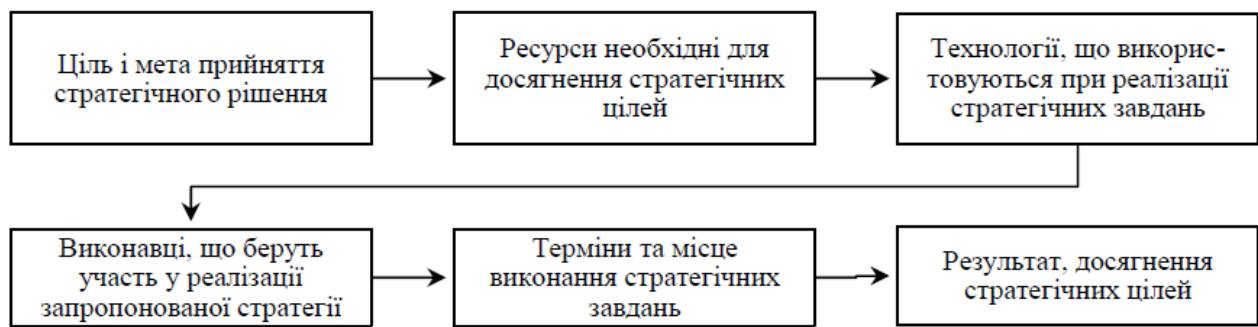 Ціль і мета прийняття
стратегічного рішення
Ресурси необхідні для
досягнення стратегічних
цілей
Технології, що викорис-
товуються при реалізації
стратегічних завдань
Виконавці, що беруть
участь у реалізації
запропонованої стратегії
Терміни та місце
виконання стратегічних
завдань
Результат, досягнення
стратегічних цілей